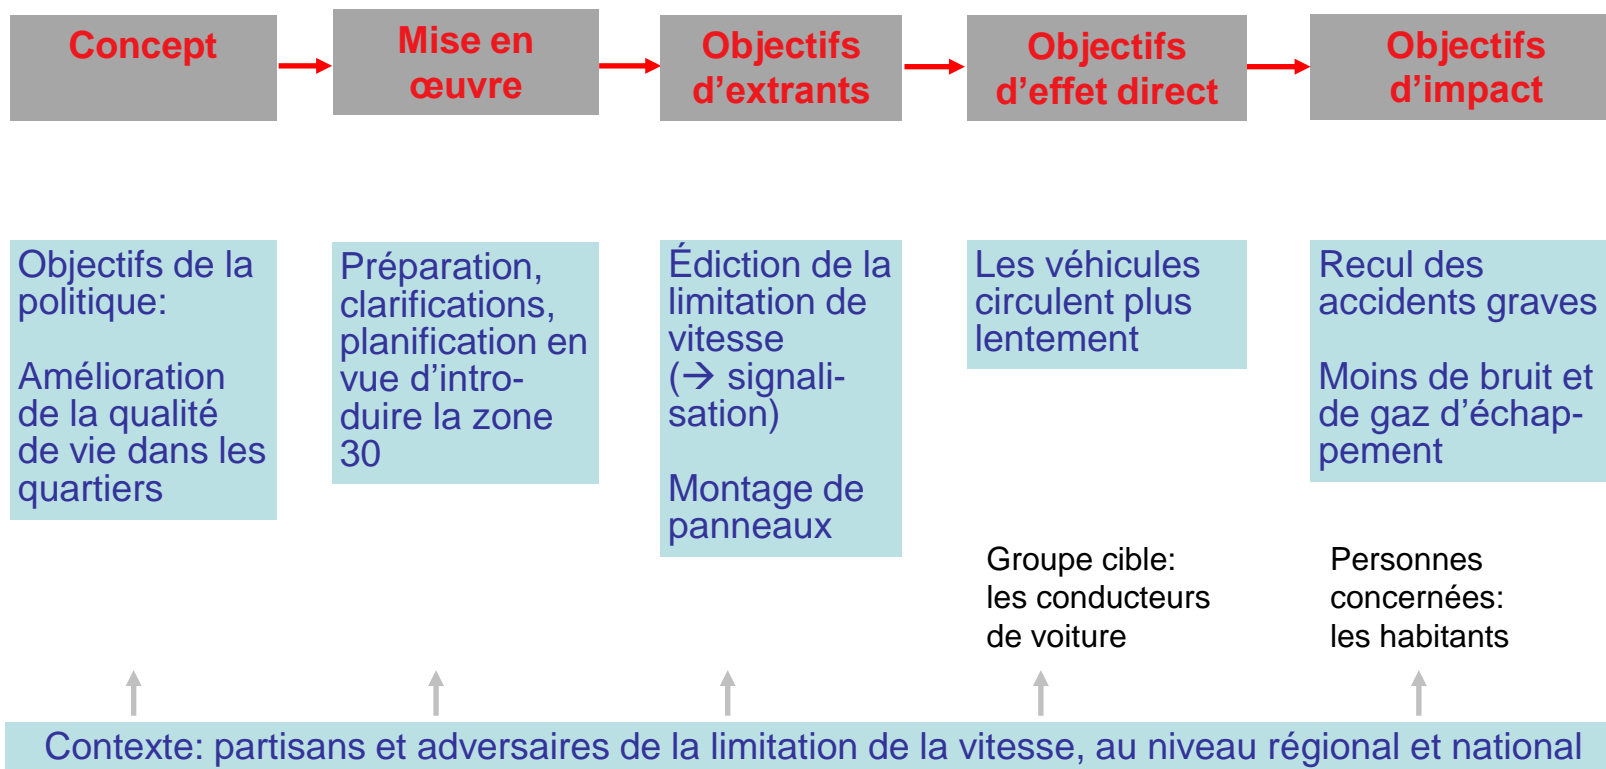 Concept
Mise en
œuvre
Objectifs
d’extrants
Objectifs
d’effet direct
Objectifs
d’impact
Objectifs de la
politique:
Amélioration
de la qualité
de vie dans les
quartiers
Préparation,
clarifications,
planification en
vue d’intro-
duire la zone
30
Édiction de la
limitation de
vitesse
(→ signali-
sation)
Montage de
panneaux
Les véhicules
circulent plus
lentement
Recul des
accidents graves
Moins de bruit et
de gaz d’échap-
pement
Groupe cible:
les conducteurs
de voiture
Personnes
concernées:
les habitants
Contexte: partisans et adversaires de la limitation de la vitesse, au niveau régional et national